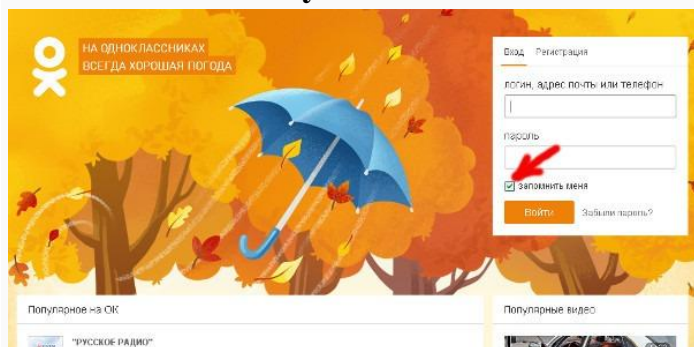 НА ОДНОКЛАССНИКАХ
ВСЕГДА ХОРОШАЯ ПОГОДА
Вход Регистрация
логин, адрес почты или телефон
пароль
запомнить меня
Войти Забыли пароль?
Популярное на ОК
Популярные видео
"РУССКОЕ РАДИО"